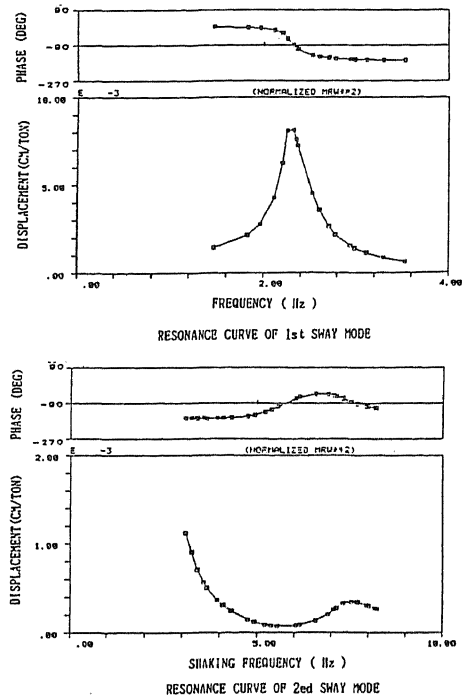 90
PHASE (DEG)
-90
-270
E -3 (NORMALIZED MRW**2)
10.00
DISPLACEMENT(CM/TON)
5.00
.00
.00 2.00 4.00
FREQUENCY ( Hz )
RESONANCE CURVE OF 1st SWAY MODE
90
PHASE (DEG)
-90
-270
E -3 (NORMALIZED MRW**2)
2.00
DISPLACEMENT(CM/TON)
1.00
.00
.00 5.00 10.00
SHAKING FREQUENCY ( Hz )
RESONANCE CURVE OF 2ed SWAY MODE